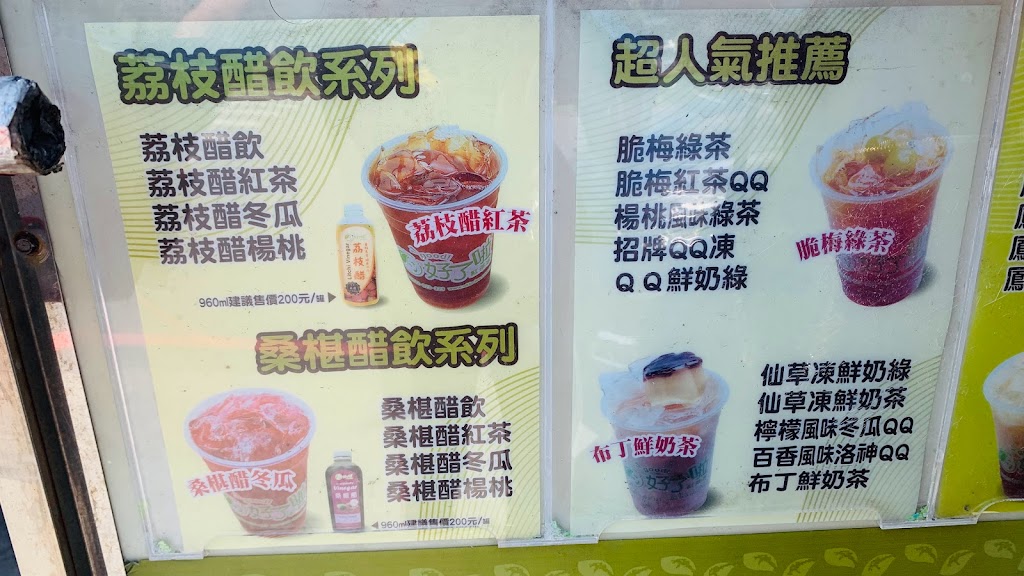 荔枝醋飲系列
荔枝醋飲
荔枝醋紅茶
荔枝醋冬瓜
荔枝醋楊桃
荔枝醋紅茶
荔枝醋
960ml建議售價200元/罐
桑椹醋飲系列
桑椹醋飲
桑椹醋紅茶
桑椹醋冬瓜
桑椹醋楊桃
桑椹醋冬瓜
Vinegar
960ml建議售價200元/罐
超人氣推薦
脆梅綠茶
脆梅紅茶QQ
楊桃風味綠茶
招牌QQ凍
QQ鮮奶綠
脆梅綠茶
仙草凍鮮奶綠
仙草凍鮮奶茶
檸檬風味冬瓜QQ
百香風味洛神QQ
布丁鮮奶茶
布丁鮮奶茶